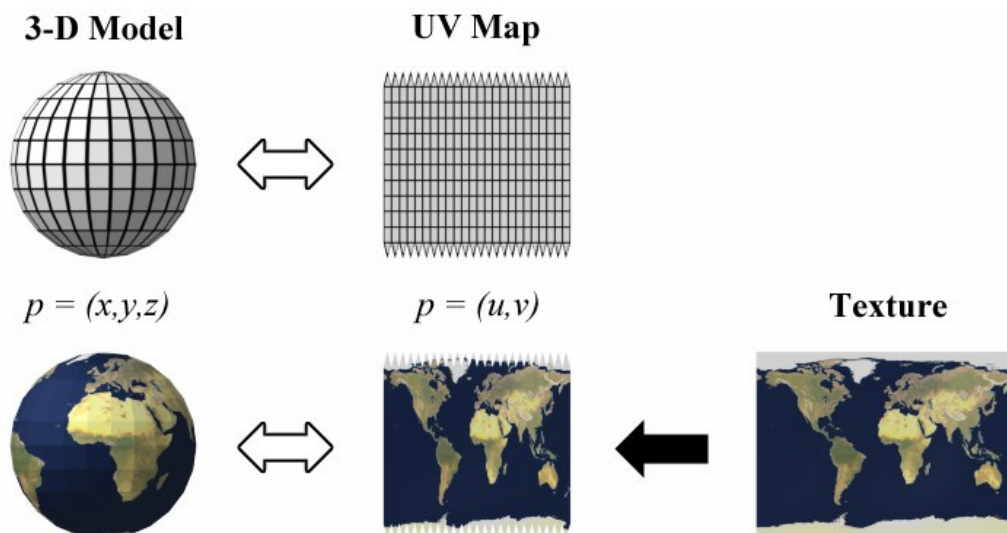 3-D Model
UV Map
p = (x,y,z)
p = (u,v)
Texture